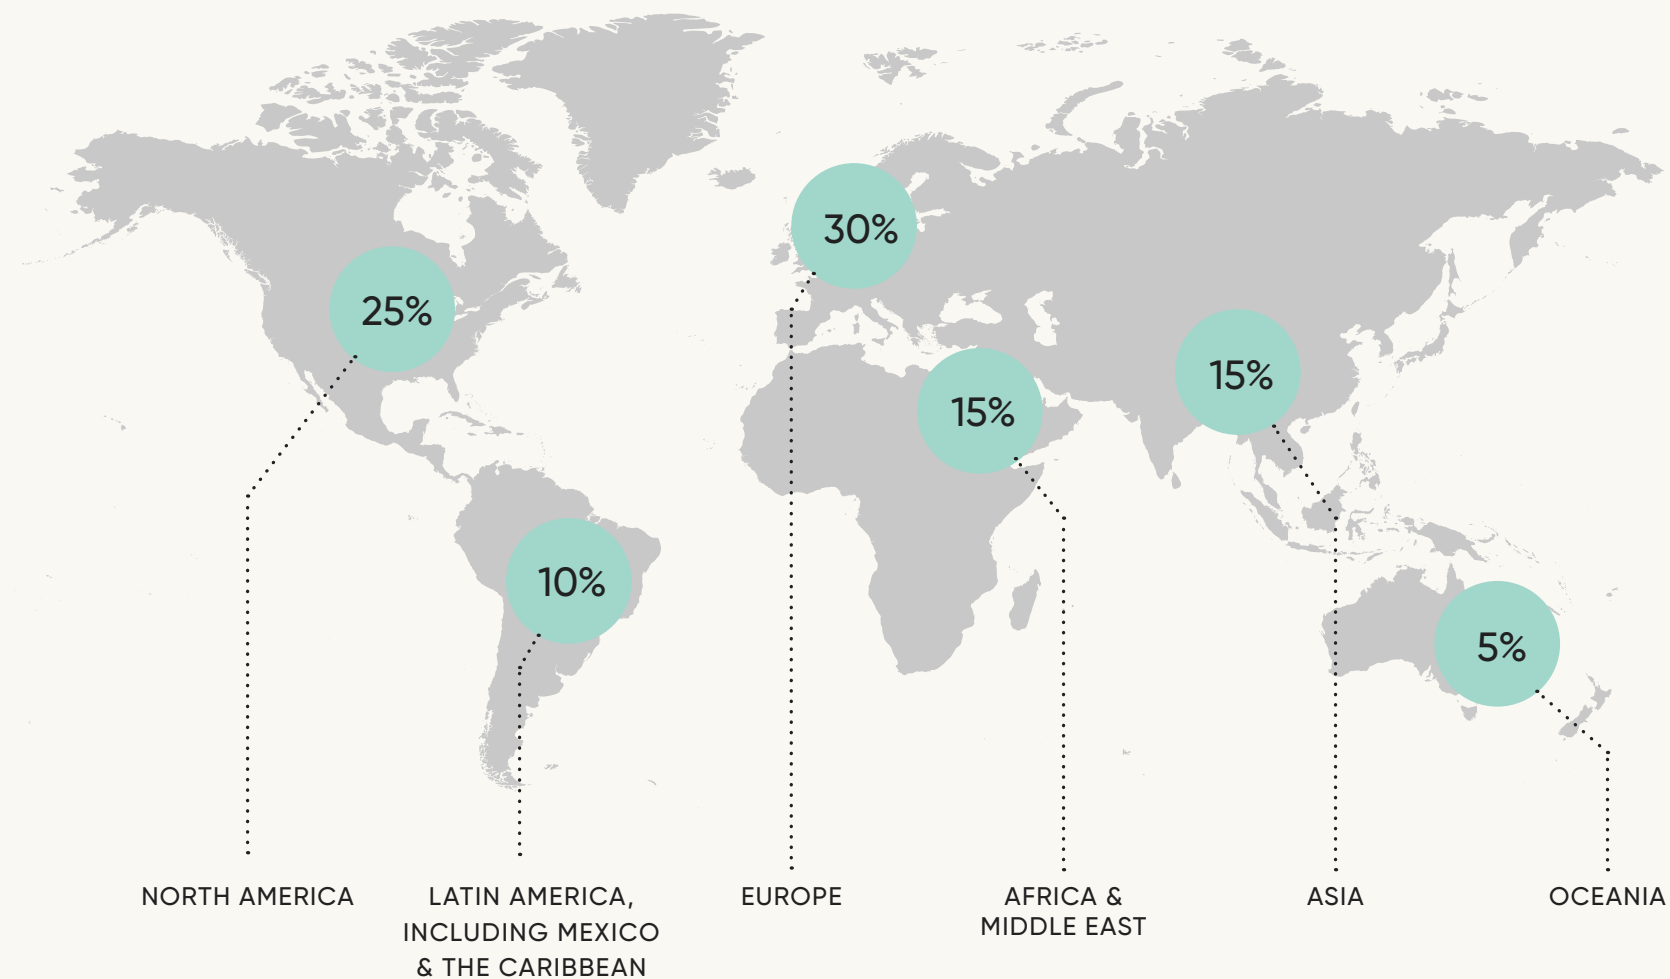 30%
25%
15%
15%
10%
5%
NORTH AMERICA
LATIN AMERICA,
INCLUDING MEXICO
& THE CARIBBEAN
EUROPE
AFRICA &
MIDDLE EAST
ASIA
OCEANIA